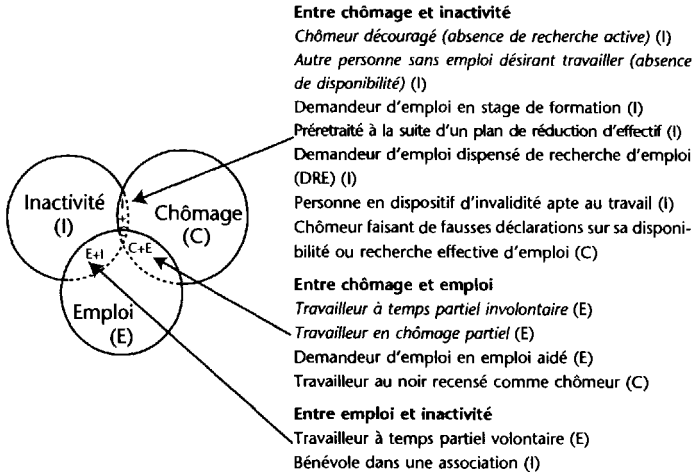 Entre chômage et inactivité
Chômeur découragé (absence de recherche active) (I)
Autre personne sans emploi désirant travailler (absence
de disponibilité) (I)
Demandeur d'emploi en stage de formation (I)
Préretraité à la suite d'un plan de réduction d'effectif (I)
Demandeur d'emploi dispensé de recherche d'emploi
(DRE) (I)
Personne en dispositif d'invalidité apte au travail (I)
Chômeur faisant de fausses déclarations sur sa disponi-
bilité ou recherche effective d'emploi (C)
Entre chômage et emploi
Travailleur à temps partiel involontaire (E)
Travailleur en chômage partiel (E)
Demandeur d'emploi en emploi aidé (E)
Travailleur au noir recensé comme chômeur (C)
Entre emploi et inactivité
Travailleur à temps partiel volontaire (E)
Bénévole dans une association (I)
Inactivité
(I)
Chômage
(C)
E+I
C+E
Emploi
(E)